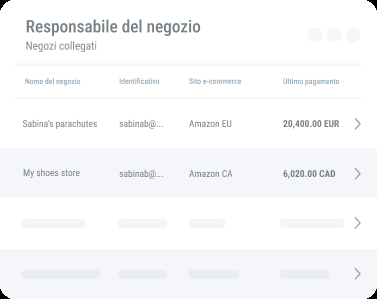 Responsabile del negozio
Negozi collegati
Nome del negozio Identificativo Sito e-commerce Ultimo pagamento
Sabina's parachutes sabinab@... Amazon EU 20,400.00 EUR
My shoes store sabinab@... Amazon CA 6,020.00 CAD